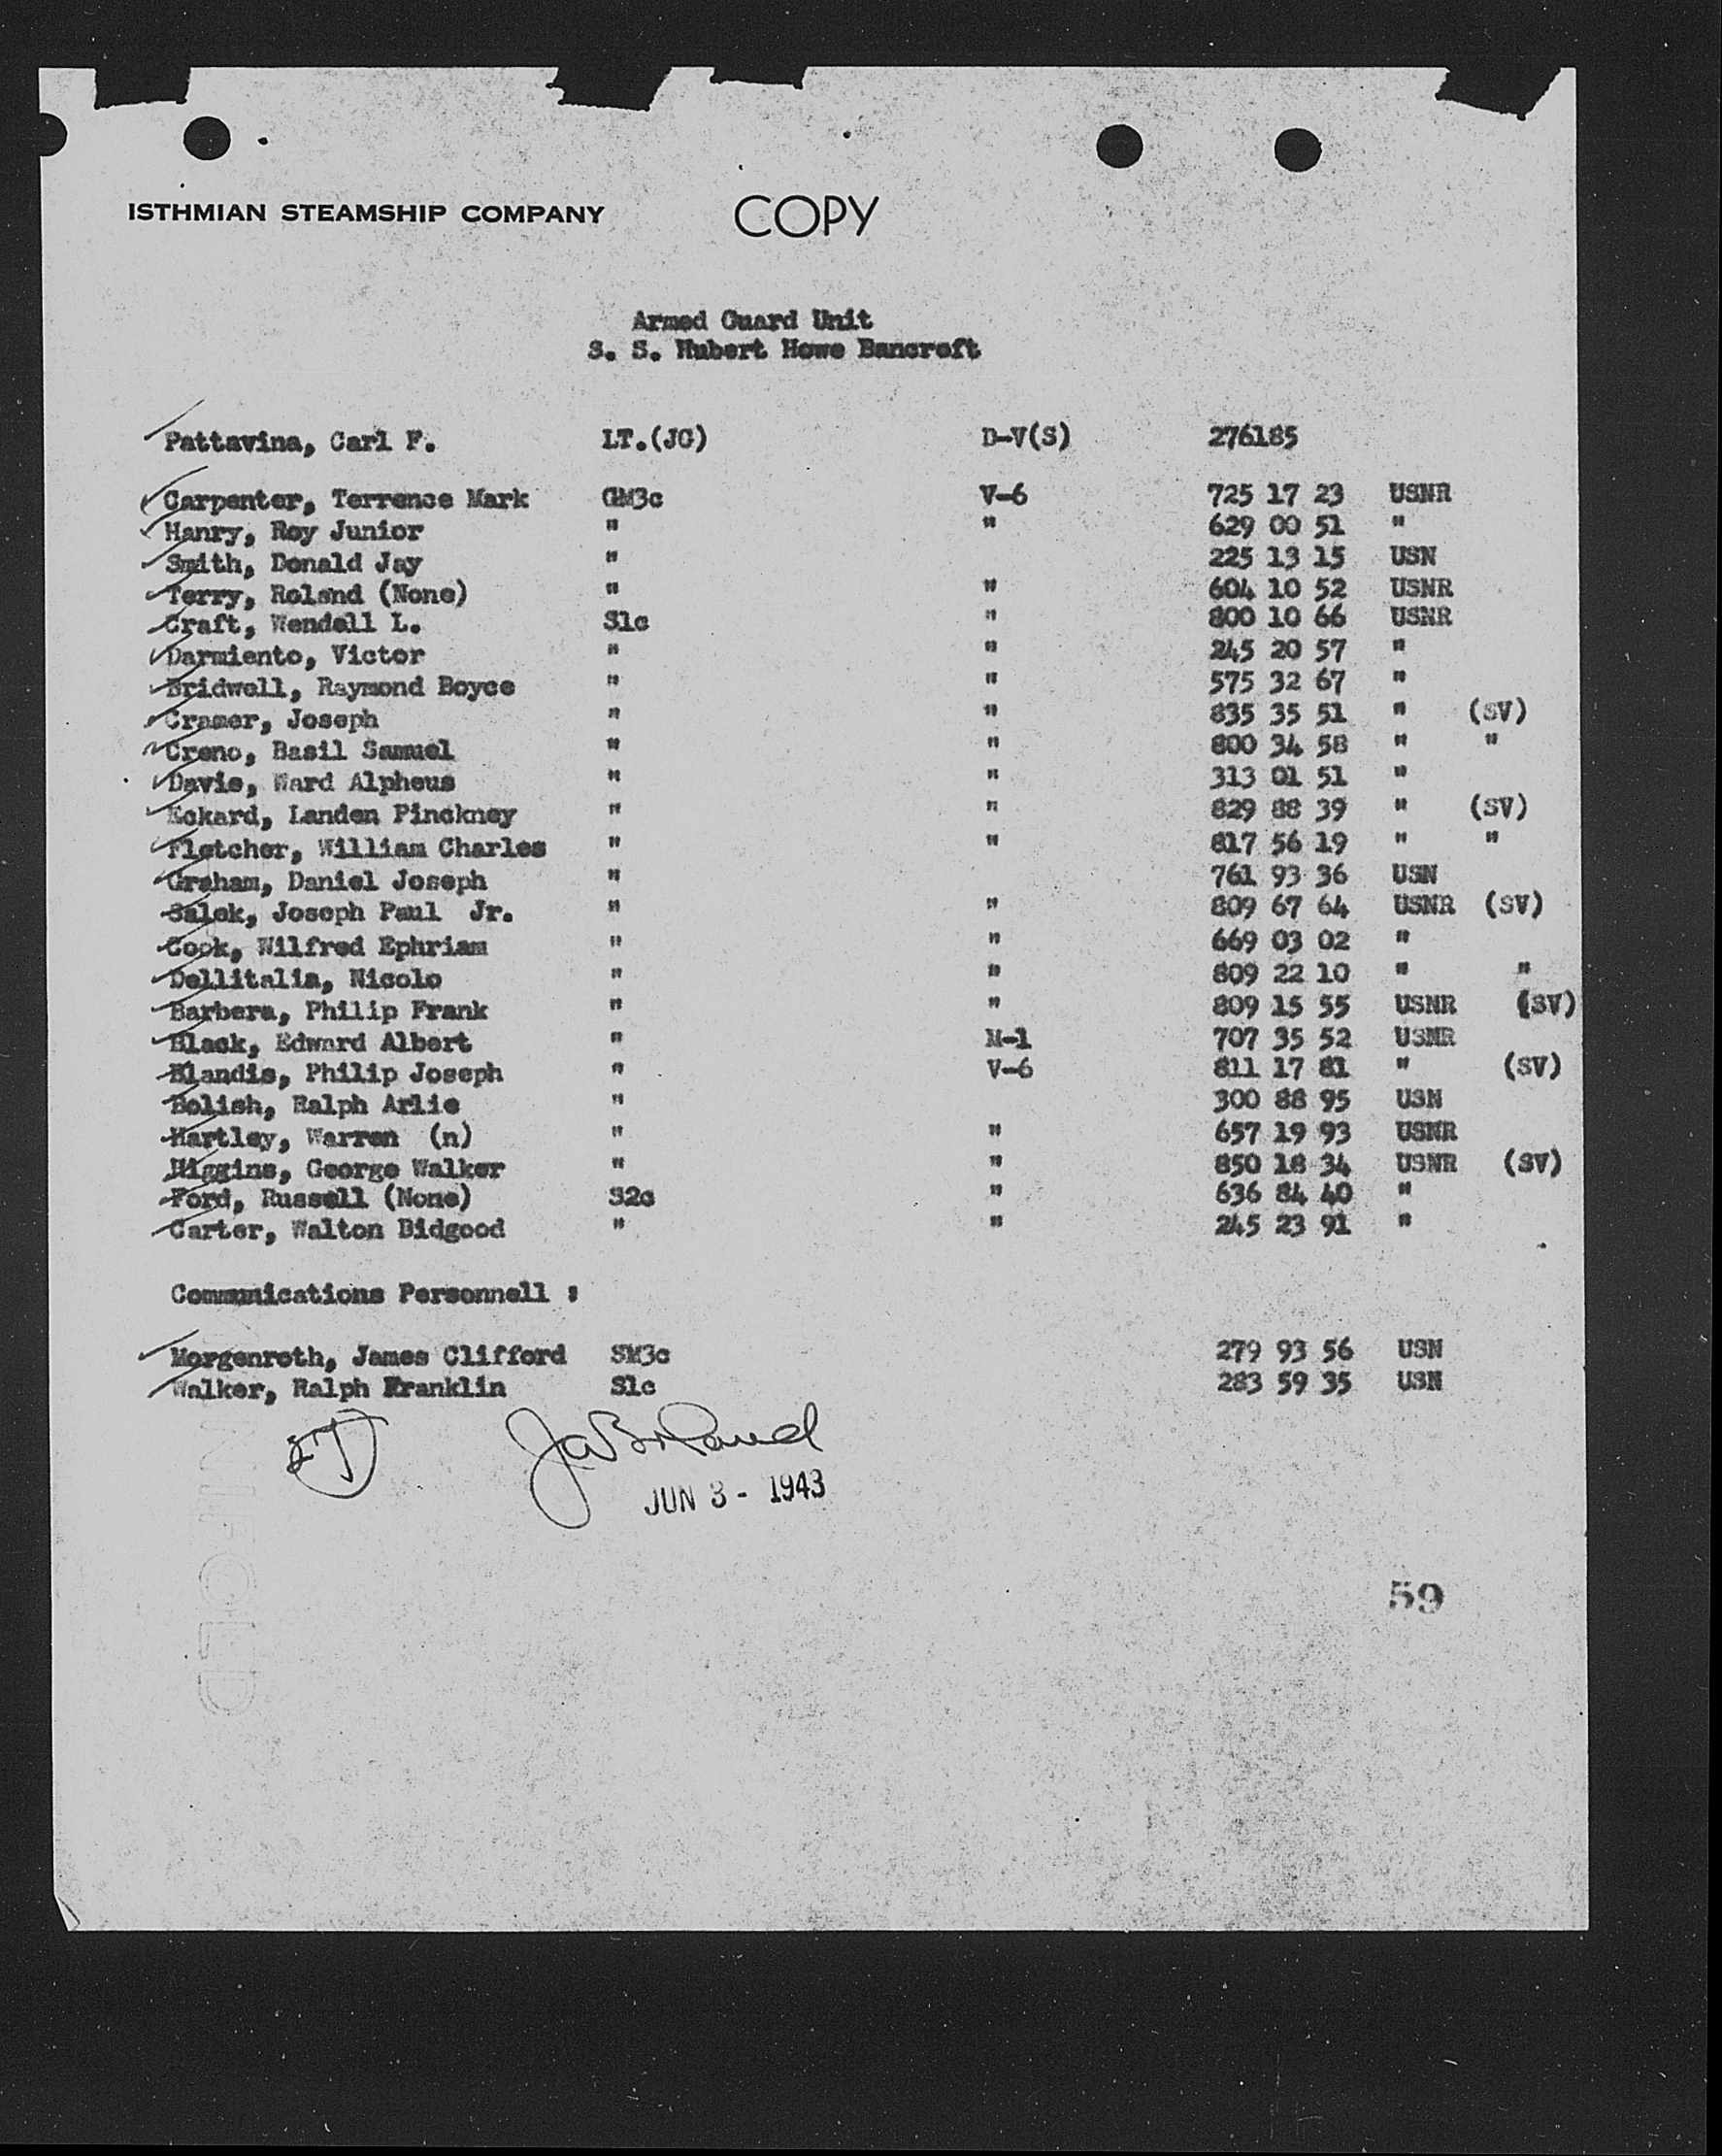 ISTHMIAN STEAMSHIP COMPANY COPY
Armed Guard Unit
S. S. Hubert Howe Bancroft
Pattavina, Carl F. LT.(JG) D-V(S) 276185
Carpenter, Terrence Mark GM3c V-6 725 17 23 USNR
Hanry, Roy Junior " " 629 00 51 "
Smith, Donald Jay " 225 13 15 USN
Terry, Roland (None) " " 604 10 52 USNR
Craft, Wendell L. S1c " 800 10 66 USNR
Darmiento, Victor " " 245 20 57 "
Bridwell, Raymond Boyce " " 575 32 67 "
Cramer, Joseph " " 835 35 51 " (SV)
Creno, Basil Samuel " " 800 34 58 " "
Davis, Ward Alpheus " " 313 01 51 "
Eckard, Landen Pinckney " " 829 88 39 " (SV)
Fletcher, William Charles " " 817 56 19 " "
Graham, Daniel Joseph " 761 93 36 USN
Salek, Joseph Paul Jr. " " 809 67 64 USNR (SV)
Cook, Wilfred Ephriam " " 669 03 02 "
Dellitalia, Nicolo " " 809 22 10 " "
Barbera, Philip Frank " " 809 15 55 USNR (SV)
Black, Edward Albert " M-1 707 35 52 USNR
Blandis, Philip Joseph " V-6 811 17 81 " (SV)
Bolish, Ralph Arlie " 300 88 95 USN
Hartley, Warren (n) " " 657 19 93 USNR
Higgins, George Walker " " 850 18 34 USNR (SV)
Ford, Russell (None) S2c " 636 84 40 "
Carter, Walton Bidgood " " 245 23 91 "
Communications Personnell :
Morgenroth, James Clifford SM3c 279 93 56 USN
Walker, Ralph Franklin S1c 283 59 35 USN
JUN 3 - 1943
59